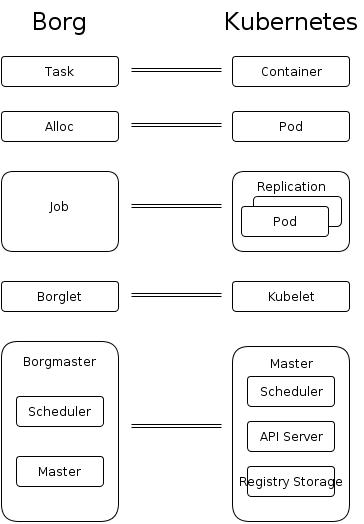 Borg
Kubernetes
Task
Container
Alloc
Pod
Job
Replication
Pod
Borglet
Kubelet
Borgmaster
Scheduler
Master
Master
Scheduler
API Server
Registry Storage